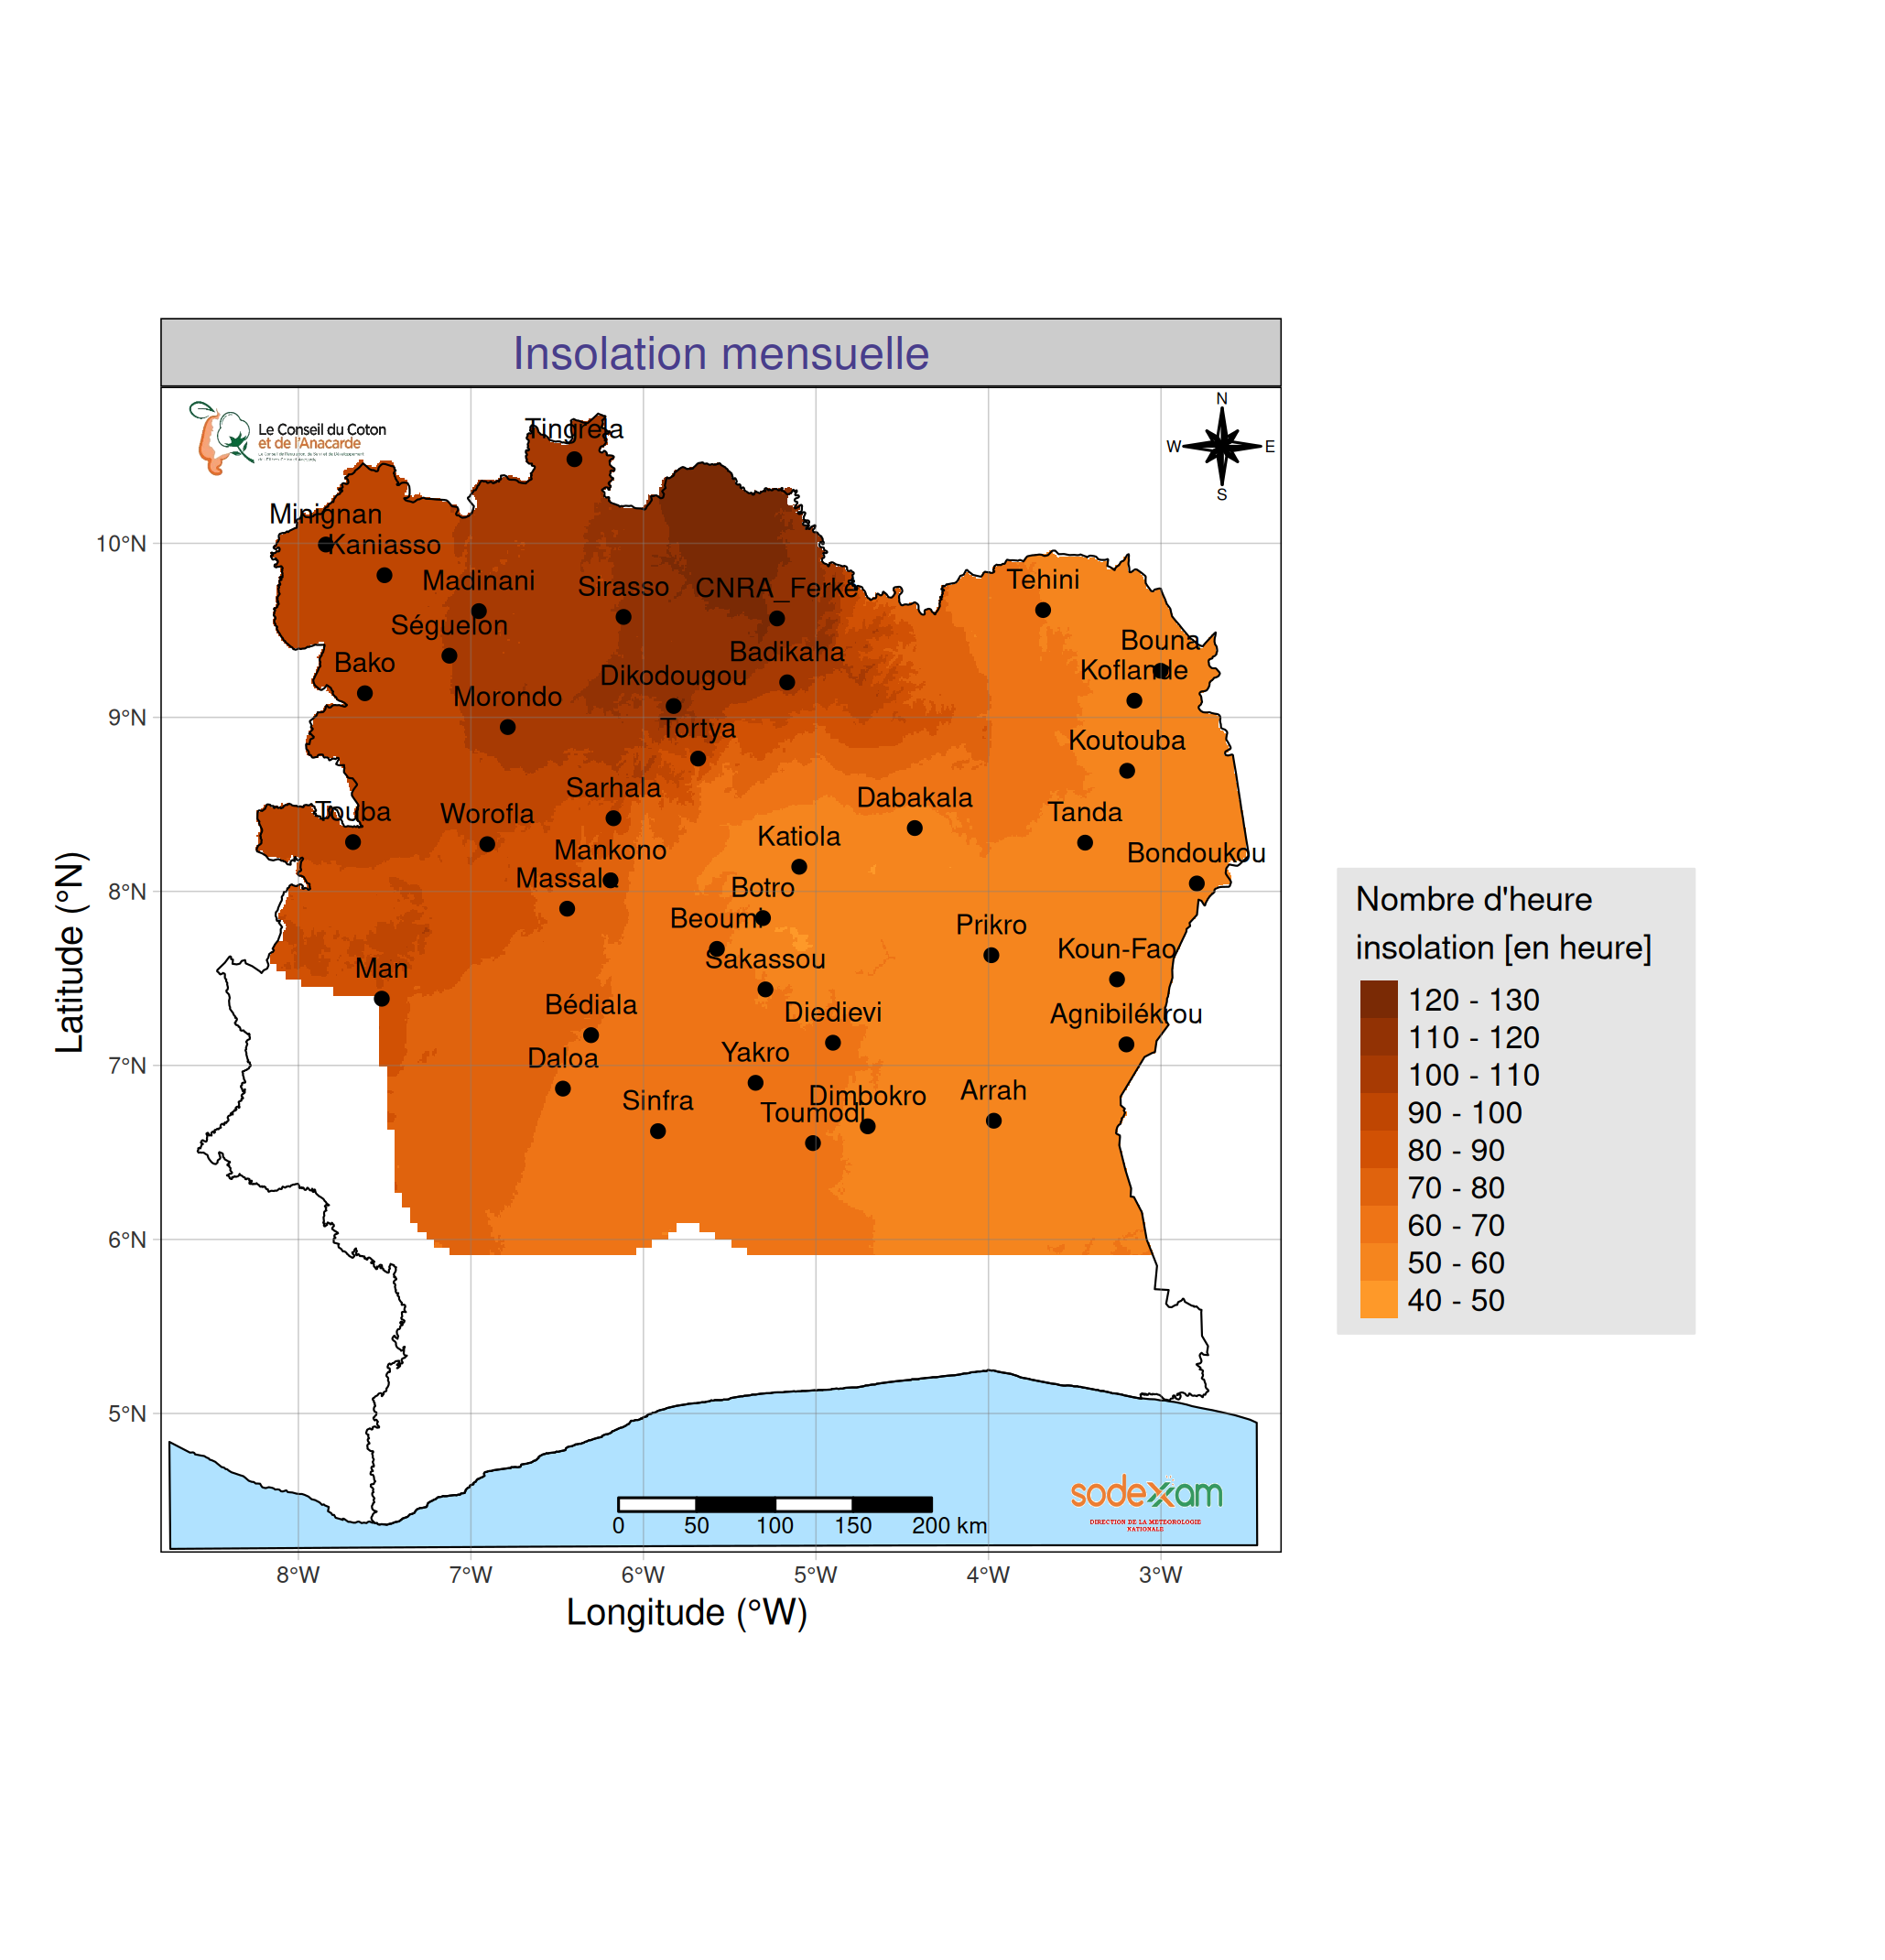 Insolation mensuelle
Le Conseil du Coton
et de l'Anacarde
N
W
E
S
Tingrela
Minignan
Kaniasso
Madinani
Sirasso
CNRA_Ferké
Tehini
Séguelon
Bouna
Bako
Badikaha
Koflande
Dikodougou
Morondo
Tortya
Koutouba
Sarhala
Dabakala
Touba
Worofla
Tanda
Katiola
Mankono
Bondoukou
Massala
Botro
Beoumi
Prikro
Koun-Fao
Sakassou
Man
Bédiala
Diedievi
Agnibilékrou
Daloa
Yakro
Sinfra
Dimbokro
Arrah
Toumodi
10°N
9°N
8°N
7°N
6°N
5°N
Latitude (°N)
0 50 100 150 200 km
sodexam
DIRECTION DE LA METEOROLOGIE
NATIONALE
8°W 7°W 6°W 5°W 4°W 3°W
Longitude (°W)
Nombre d'heure
insolation [en heure]
120 - 130
110 - 120
100 - 110
90 - 100
80 - 90
70 - 80
60 - 70
50 - 60
40 - 50